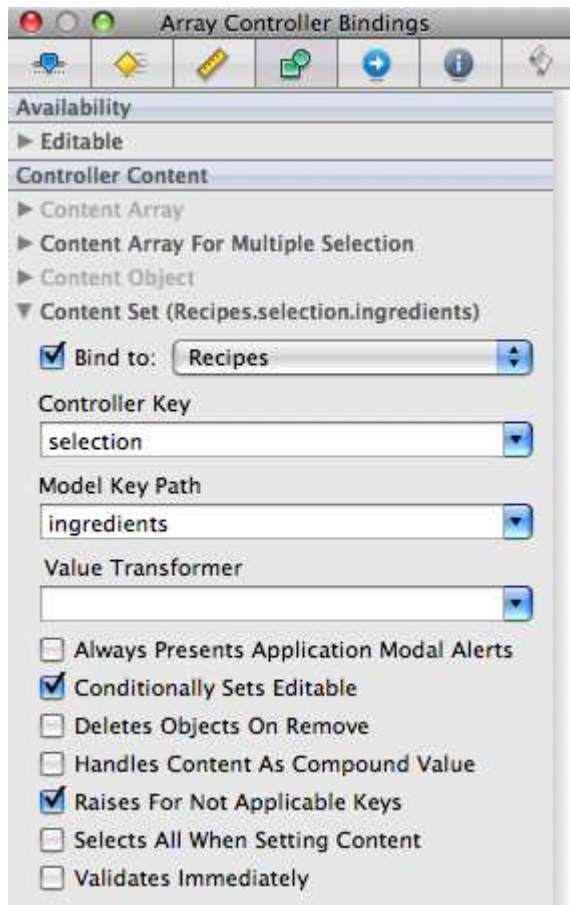 Array Controller Bindings
Availability
Editable
Controller Content
Content Array
Content Array For Multiple Selection
Content Object
Content Set (Recipes.selection.ingredients)
Bind to: Recipes
Controller Key
selection
Model Key Path
ingredients
Value Transformer
Always Presents Application Modal Alerts
Conditionally Sets Editable
Deletes Objects On Remove
Handles Content As Compound Value
Raises For Not Applicable Keys
Selects All When Setting Content
Validates Immediately